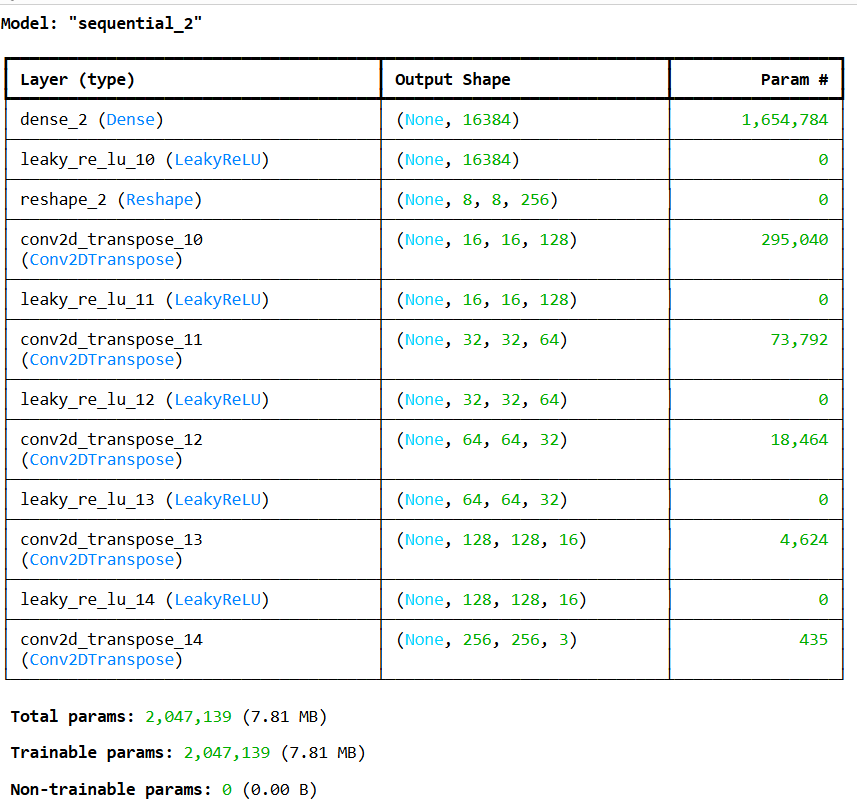 Model: "sequential_2"
Layer (type) Output Shape Param #
dense_2 (Dense) (None, 16384) 1,654,784
leaky_re_lu_10 (LeakyReLU) (None, 16384) 0
reshape_2 (Reshape) (None, 8, 8, 256) 0
conv2d_transpose_10 (None, 16, 16, 128) 295,040
(Conv2DTranspose)
leaky_re_lu_11 (LeakyReLU) (None, 16, 16, 128) 0
conv2d_transpose_11 (None, 32, 32, 64) 73,792
(Conv2DTranspose)
leaky_re_lu_12 (LeakyReLU) (None, 32, 32, 64) 0
conv2d_transpose_12 (None, 64, 64, 32) 18,464
(Conv2DTranspose)
leaky_re_lu_13 (LeakyReLU) (None, 64, 64, 32) 0
conv2d_transpose_13 (None, 128, 128, 16) 4,624
(Conv2DTranspose)
leaky_re_lu_14 (LeakyReLU) (None, 128, 128, 16) 0
conv2d_transpose_14 (None, 256, 256, 3) 435
(Conv2DTranspose)
Total params: 2,047,139 (7.81 MB)
Trainable params: 2,047,139 (7.81 MB)
Non-trainable params: 0 (0.00 B)